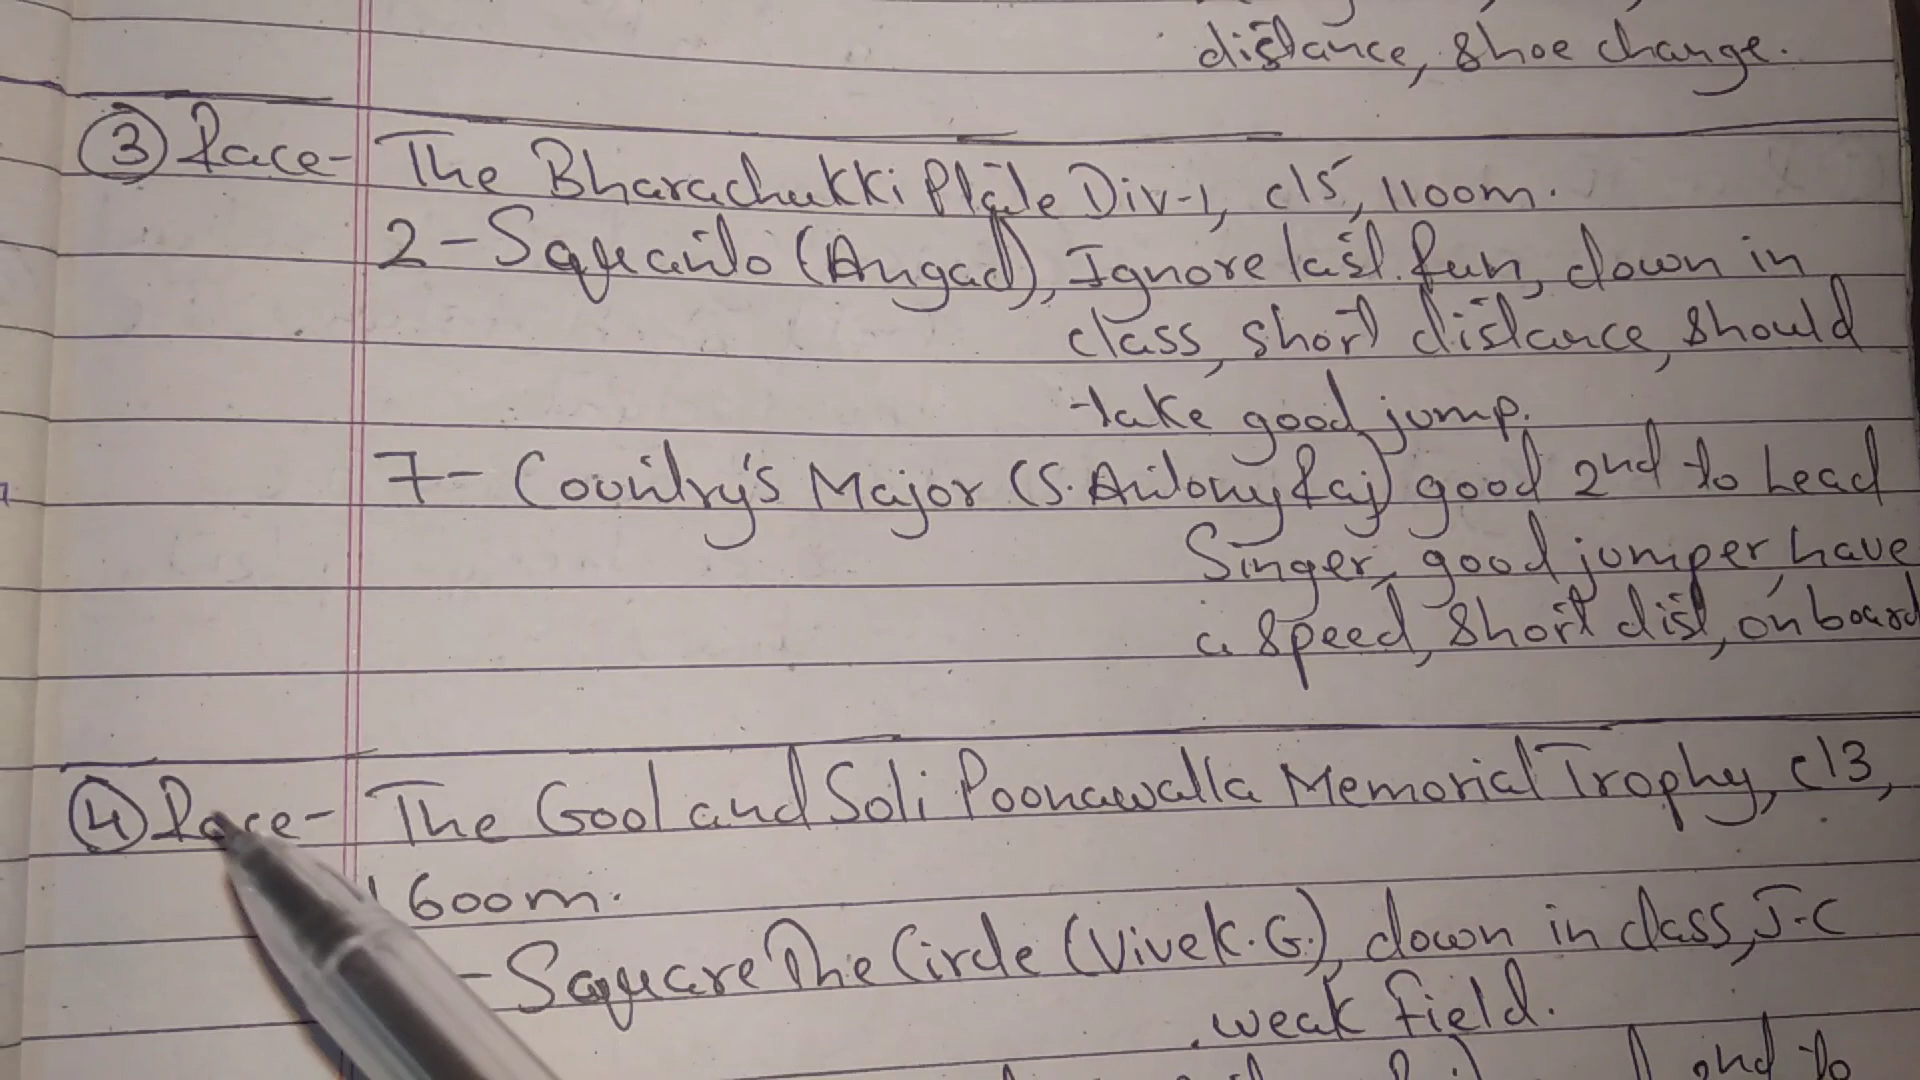 distance, shoe change.
③ Race- The Bharachukki Plate Div-1, cl5, 1100m.
2-Squanto (Angad), Ignore last run, down in
class, short distance, should
take good jump.
7- Country's Major (S. Antony Raj) good 2nd to Lead
Singer, good jumper have
a speed, short dist, on board
④ Race- The Gool and Soli Poonawalla Memorial Trophy, cl3,
1600m.
-Square The Circle (Vivek. G.), down in class, J-C
weak field.
2nd to